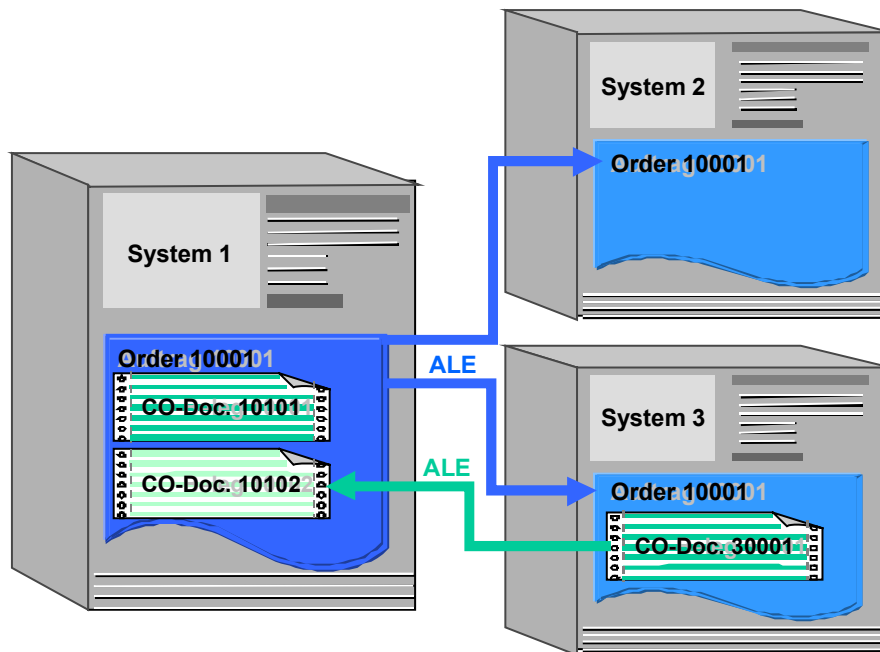 System 1
Order 10001
CO-Doc. 10101
CO-Doc. 10102
ALE
ALE
System 2
Order 10001
System 3
Order 10001
CO-Doc. 30001